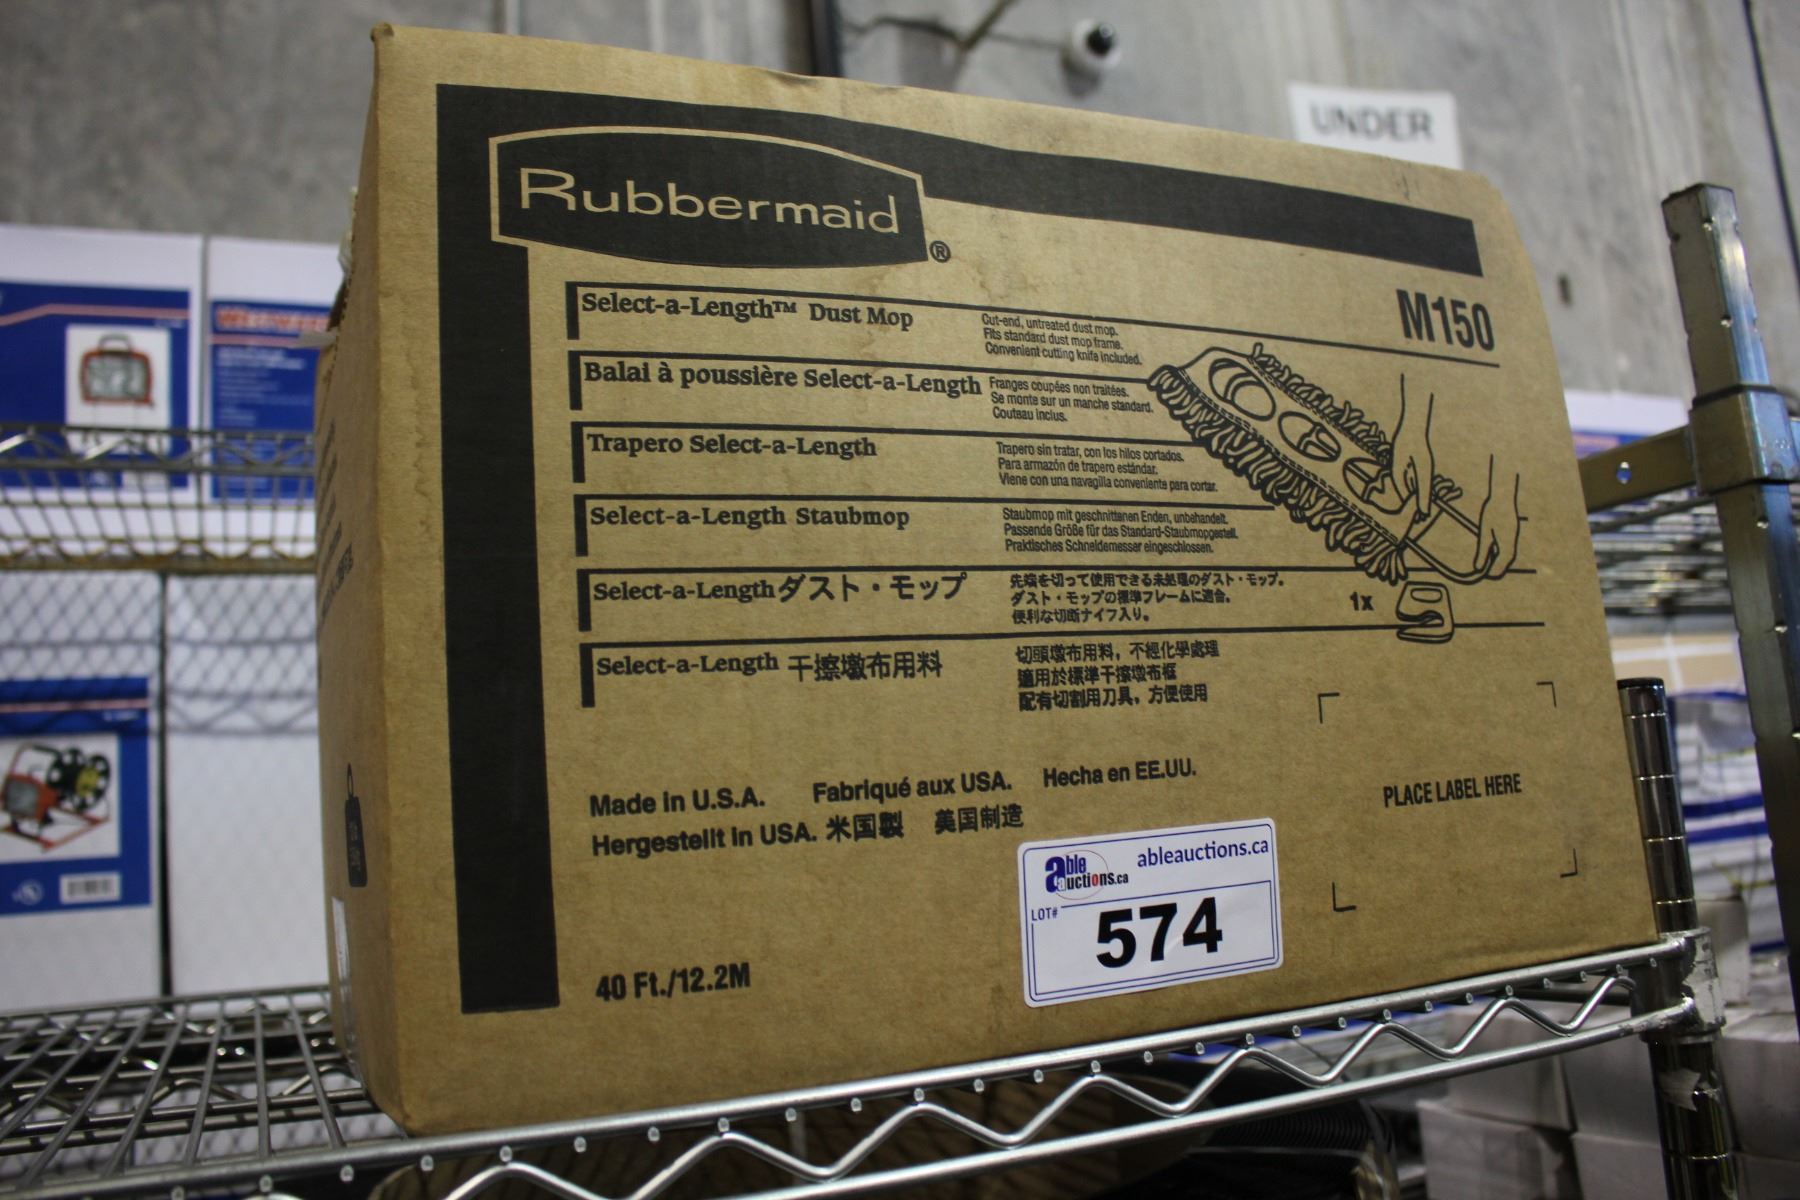 UNDER
Rubbermaid®
M150
Select-a-Length™ Dust Mop
Cut-end, untreated dust mop.
Fits standard dust mop frame.
Convenient cutting knife included.
Balai à poussière Select-a-Length
Franges coupées non traitées.
Se monte sur un manche standard.
Couteau inclus.
Trapero Select-a-Length
Trapero sin tratar, con los hilos cortados.
Para armazón de trapero estándar.
Viene con una navagilla conveniente para cortar.
Select-a-Length Staubmop
Staubmop mit geschnittenen Enden, unbehandelt.
Passende Größe für das Standard-Staubmopgestell.
Praktisches Schneidemesser eingeschlossen.
Select-a-Length ダスト・モップ
先端を切って使用できる未処理のダスト・モップ。
ダスト・モップの標準フレームに適合。
便利な切断ナイフ入り。
1x
Select-a-Length 干擦墩布用料
切頭墩布用料，不經化學處理
適用於標準干擦墩布框
配有切割用刀具，方便使用
Made in U.S.A. Fabriqué aux USA. Hecha en EE.UU.
Hergestellt in USA. 米国製 美国制造
PLACE LABEL HERE
40 Ft./12.2M
able auctions.ca
ableauctions.ca
LOT#
574